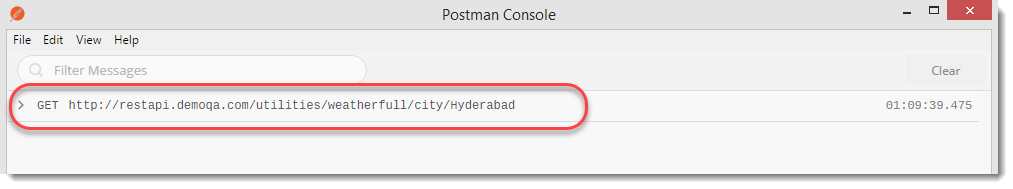 Postman Console
File Edit View Help
Filter Messages Clear
GET http://restapi.demoqa.com/utilities/weatherfull/city/Hyderabad 01:09:39.475